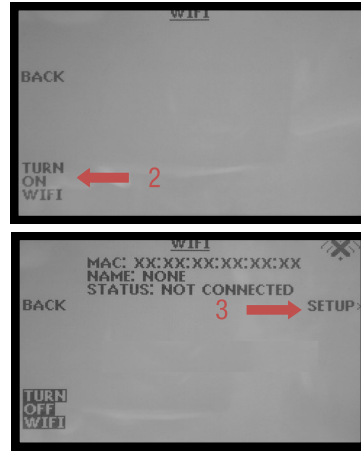 WIFI
BACK
TURN
ON
WIFI
2
WIFI
MAC: XX:XX:XX:XX:XX:XX
NAME: NONE
STATUS: NOT CONNECTED
BACK
3
SETUP>
TURN
OFF
WIFI